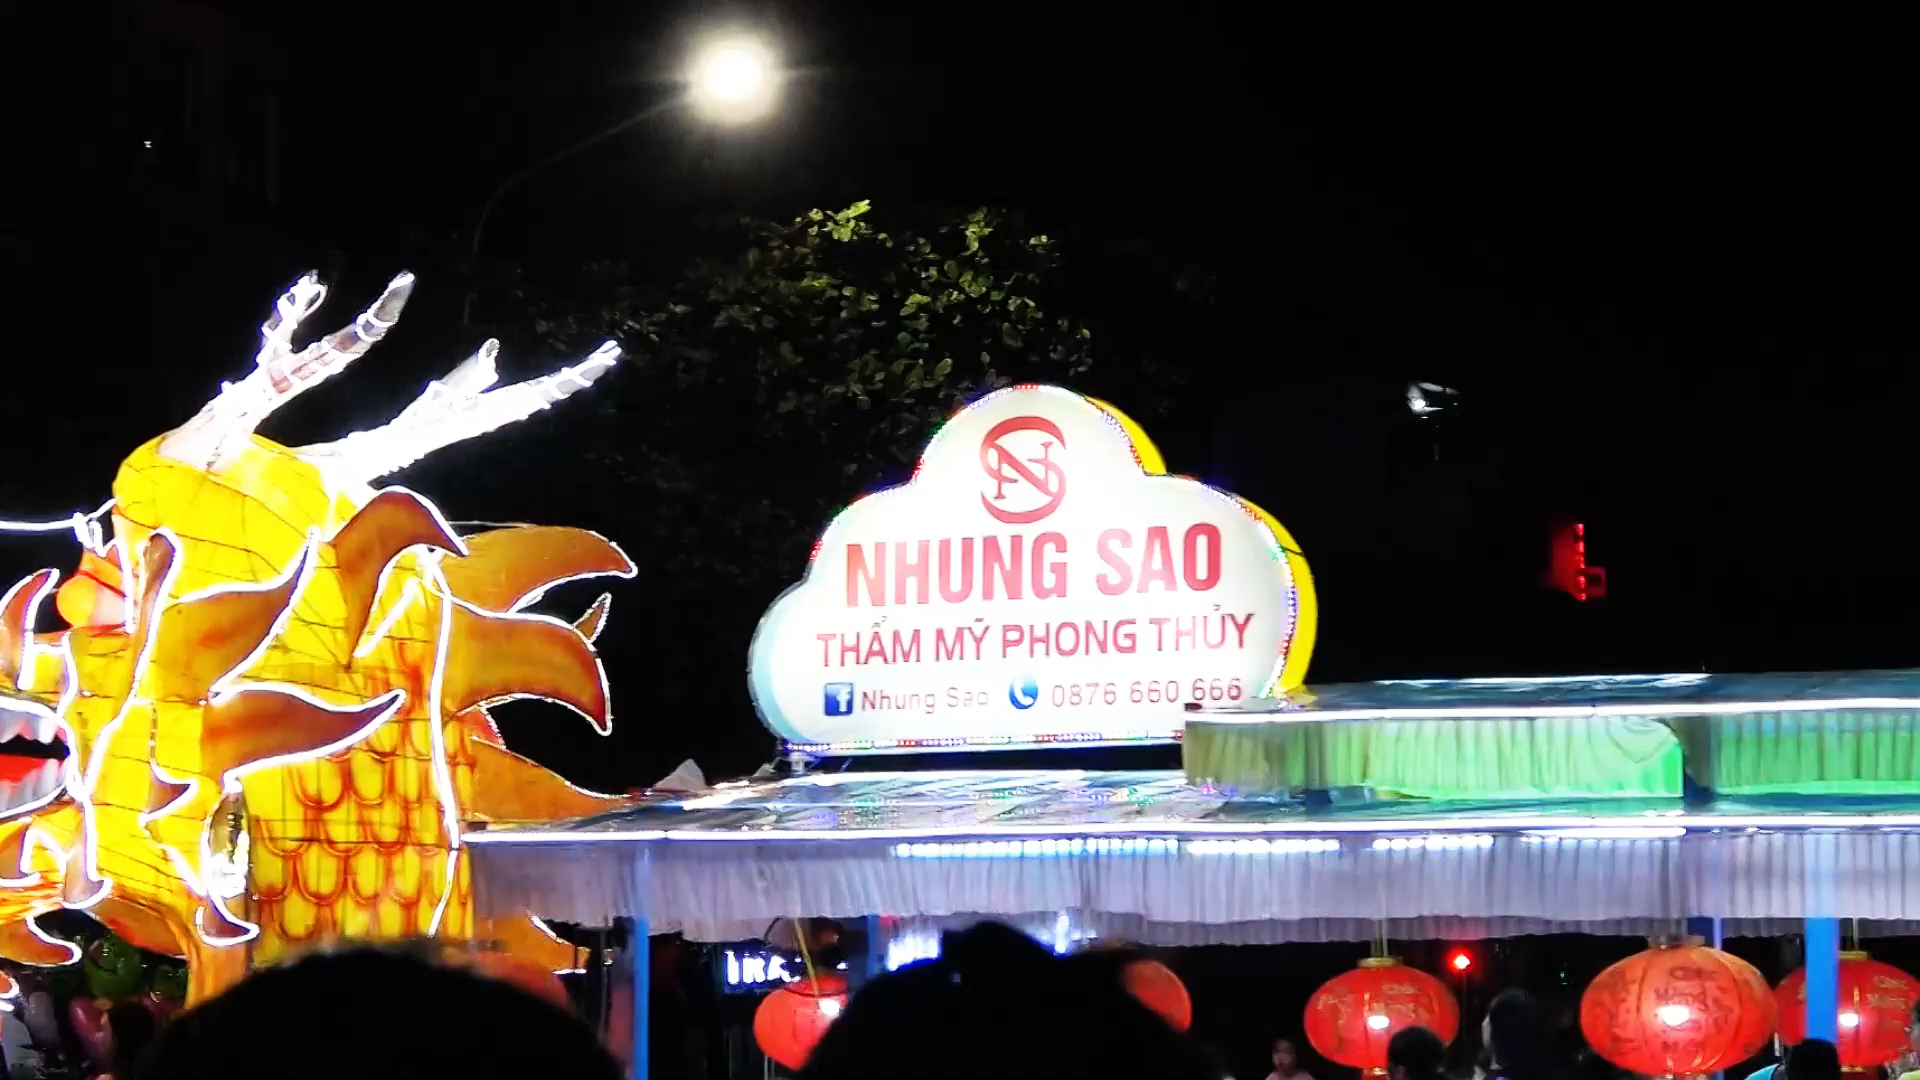 NHUNG SAO
THẨM MỸ PHONG THỦY
Nhung Sao 0876 660 666